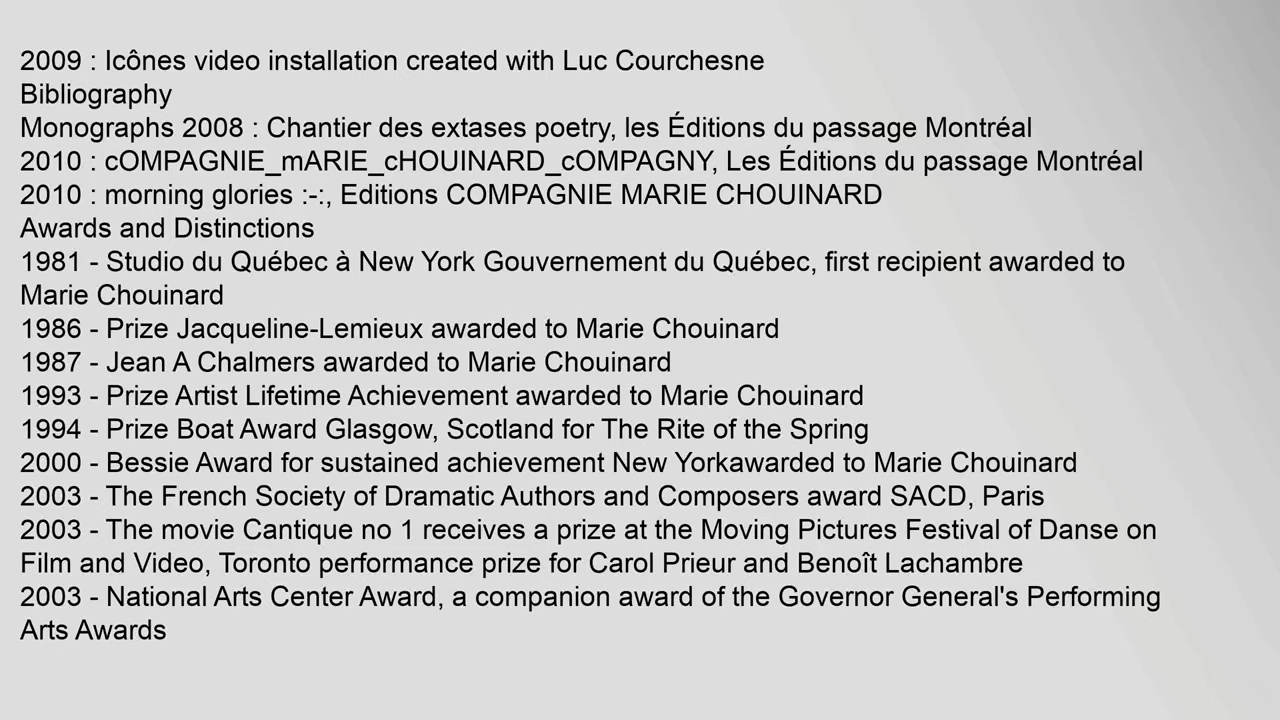 2009 : Icônes video installation created with Luc Courchesne
Bibliography
Monographs 2008 : Chantier des extases poetry, les Éditions du passage Montréal
2010 : cOMPAGNIE_mARIE_cHOUINARD_cOMPAGNY, Les Éditions du passage Montréal
2010 : morning glories :-:, Editions COMPAGNIE MARIE CHOUINARD
Awards and Distinctions
1981 - Studio du Québec à New York Gouvernement du Québec, first recipient awarded to
Marie Chouinard
1986 - Prize Jacqueline-Lemieux awarded to Marie Chouinard
1987 - Jean A Chalmers awarded to Marie Chouinard
1993 - Prize Artist Lifetime Achievement awarded to Marie Chouinard
1994 - Prize Boat Award Glasgow, Scotland for The Rite of the Spring
2000 - Bessie Award for sustained achievement New Yorkawarded to Marie Chouinard
2003 - The French Society of Dramatic Authors and Composers award SACD, Paris
2003 - The movie Cantique no 1 receives a prize at the Moving Pictures Festival of Danse on
Film and Video, Toronto performance prize for Carol Prieur and Benoît Lachambre
2003 - National Arts Center Award, a companion award of the Governor General's Performing
Arts Awards